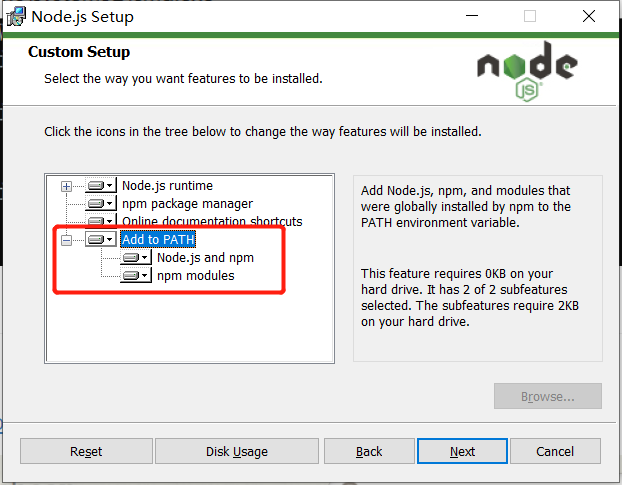 Node.js Setup
Custom Setup
Select the way you want features to be installed.
node
JS
Click the icons in the tree below to change the way features will be installed.
Node.js runtime
npm package manager
Online documentation shortcuts
Add to PATH
Node.js and npm
npm modules
Add Node.js, npm, and modules that
were globally installed by npm to the
PATH environment variable.
This feature requires 0KB on your
hard drive. It has 2 of 2 subfeatures
selected. The subfeatures require 2KB
on your hard drive.
Browse...
Reset
Disk Usage
Back
Next
Cancel